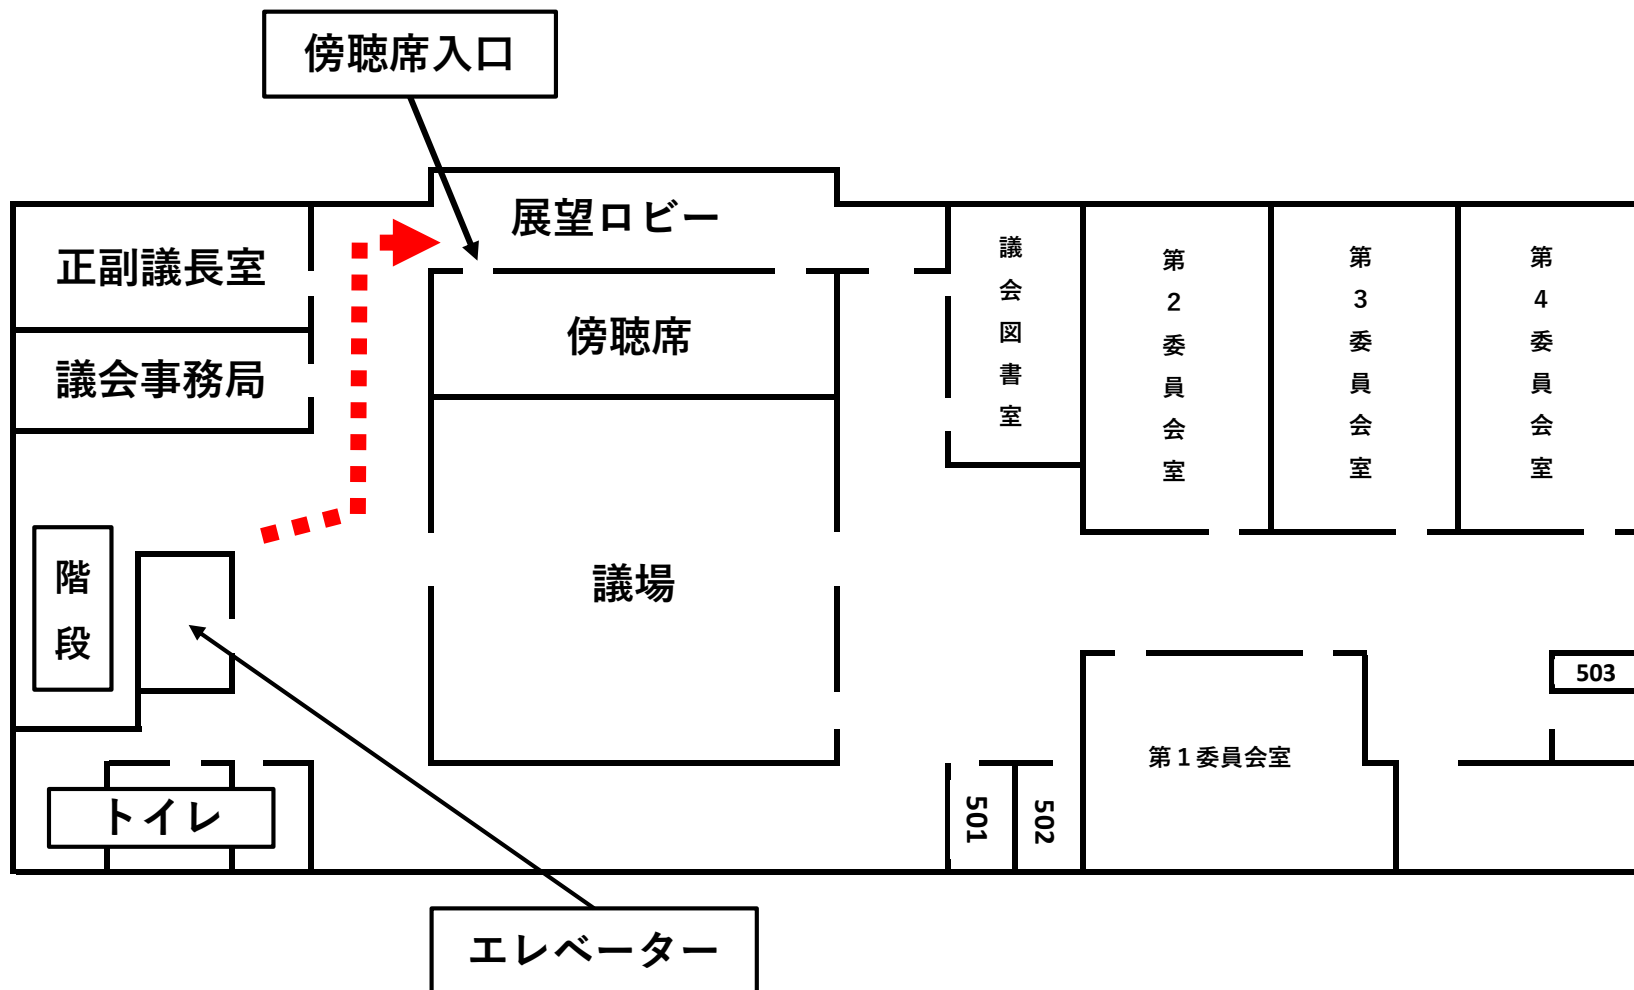 傍聴席入口
展望ロビー
正副議長室
議会図書室
第2委員会室
第3委員会室
第4委員会室
傍聴席
議会事務局
階段
議場
503
第1委員会室
トイレ
501
502
エレベーター